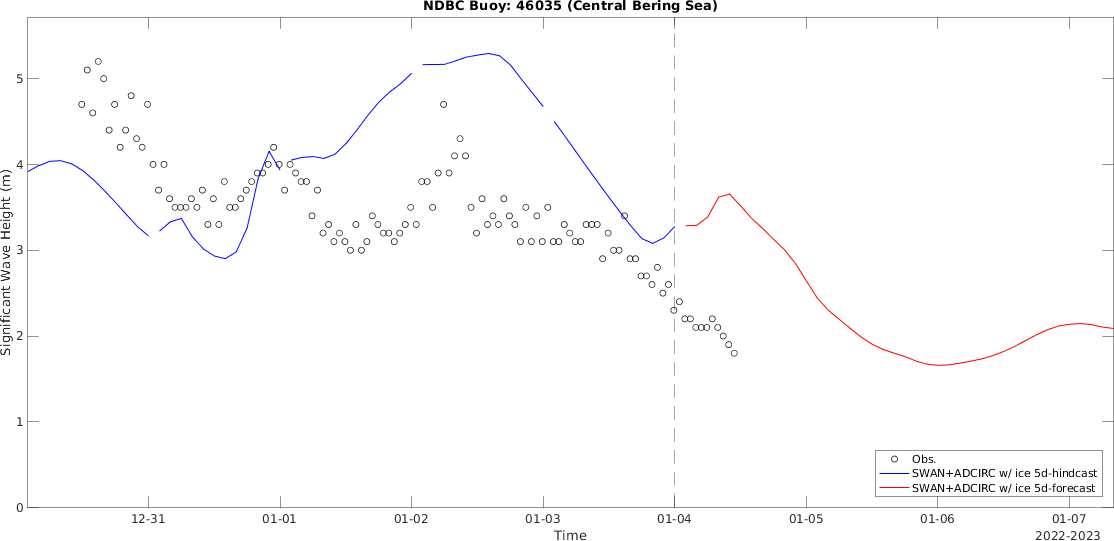 NDBC Buoy: 46035 (Central Bering Sea)
Significant Wave Height (m)
5
4
3
2
1
0
Obs.
SWAN+ADCIRC w/ ice 5d-hindcast
SWAN+ADCIRC w/ ice 5d-forecast
12-31 01-01 01-02 01-03 01-04 01-05 01-06 01-07
Time
2022-2023